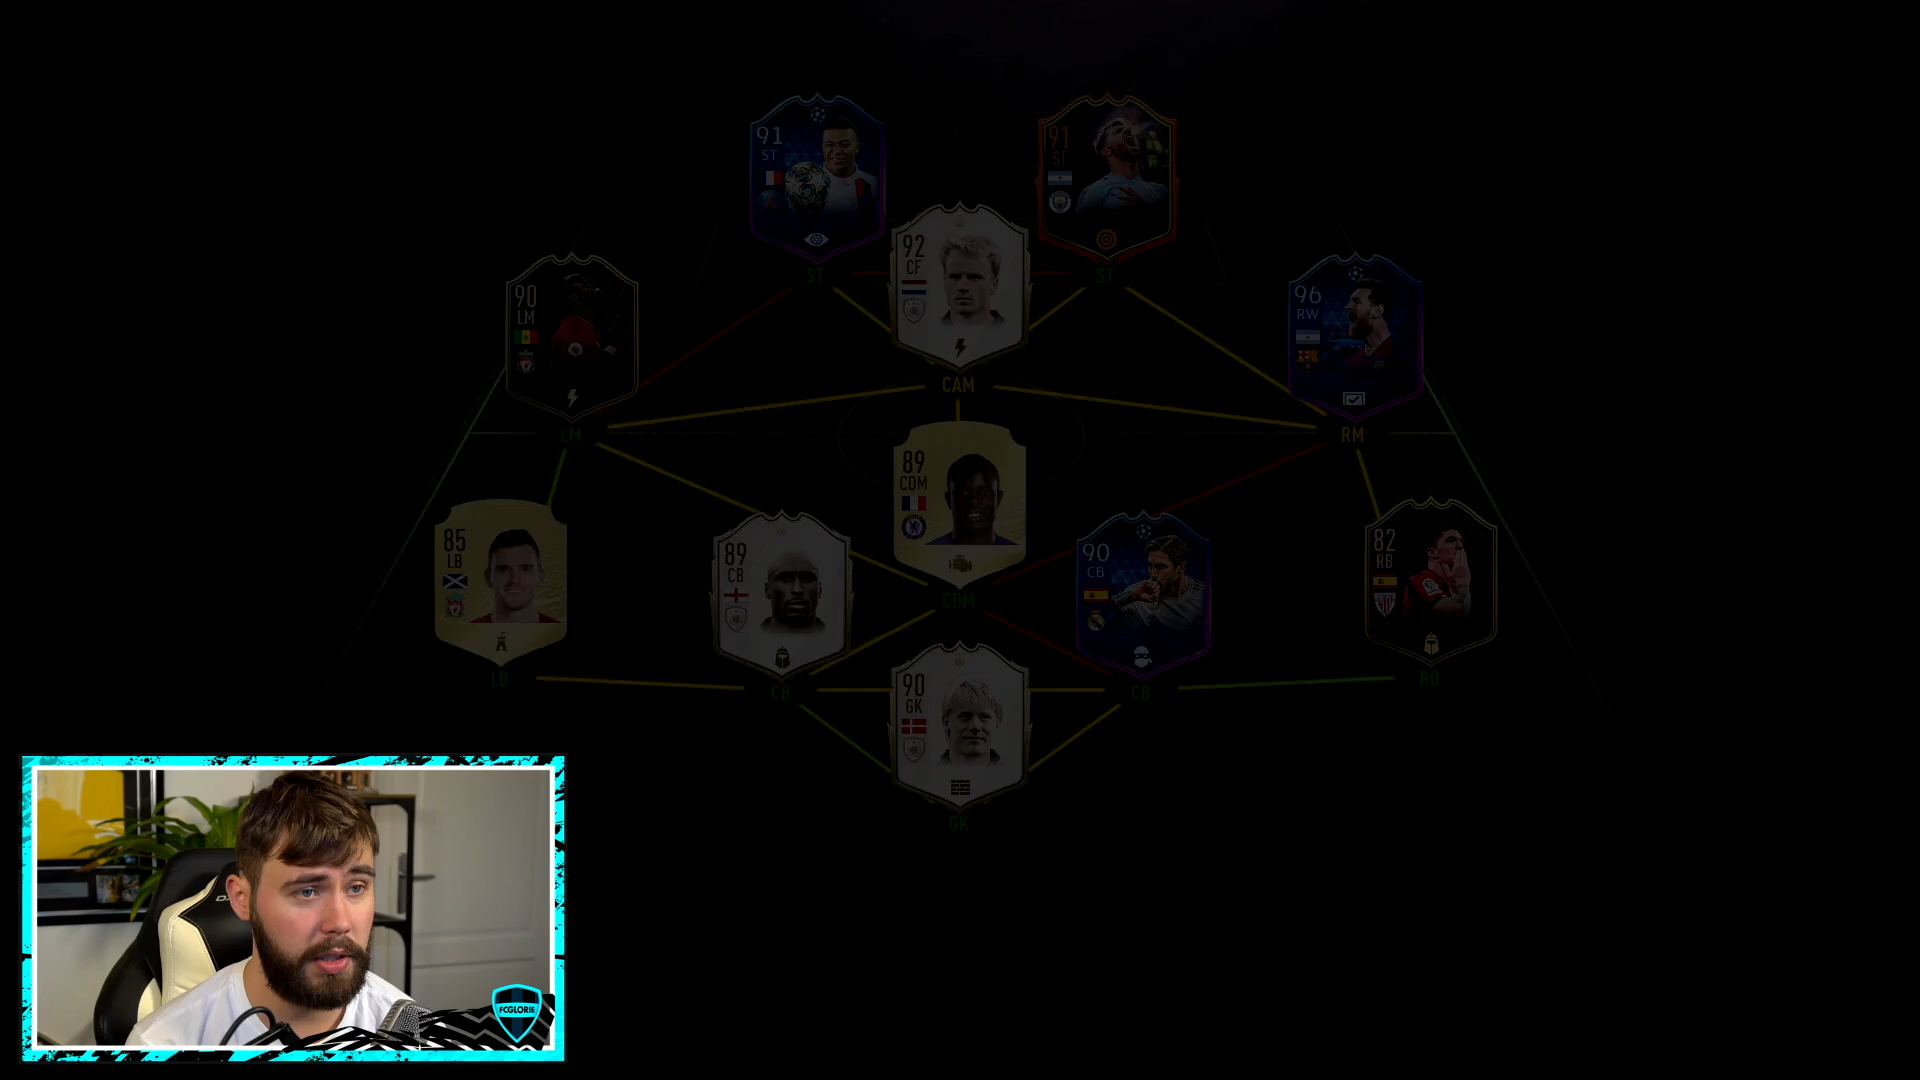 91
ST
91
ST
ST
ST
92
CF
CAM
90
LM
LM
96
RW
RM
89
CDM
CDM
85
LB
LB
89
CB
CB
90
CB
CB
82
RB
RB
90
GK
GK
FCGLORIE